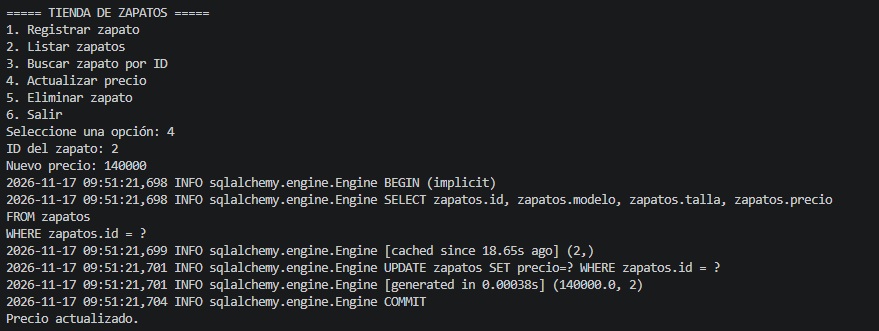 ===== TIENDA DE ZAPATOS =====
1. Registrar zapato
2. Listar zapatos
3. Buscar zapato por ID
4. Actualizar precio
5. Eliminar zapato
6. Salir
Seleccione una opción: 4
ID del zapato: 2
Nuevo precio: 140000
2026-11-17 09:51:21,698 INFO sqlalchemy.engine.Engine BEGIN (implicit)
2026-11-17 09:51:21,698 INFO sqlalchemy.engine.Engine SELECT zapatos.id, zapatos.modelo, zapatos.talla, zapatos.precio
FROM zapatos
WHERE zapatos.id = ?
2026-11-17 09:51:21,699 INFO sqlalchemy.engine.Engine [cached since 18.65s ago] (2,)
2026-11-17 09:51:21,701 INFO sqlalchemy.engine.Engine UPDATE zapatos SET precio=? WHERE zapatos.id = ?
2026-11-17 09:51:21,701 INFO sqlalchemy.engine.Engine [generated in 0.00038s] (140000.0, 2)
2026-11-17 09:51:21,704 INFO sqlalchemy.engine.Engine COMMIT
Precio actualizado.